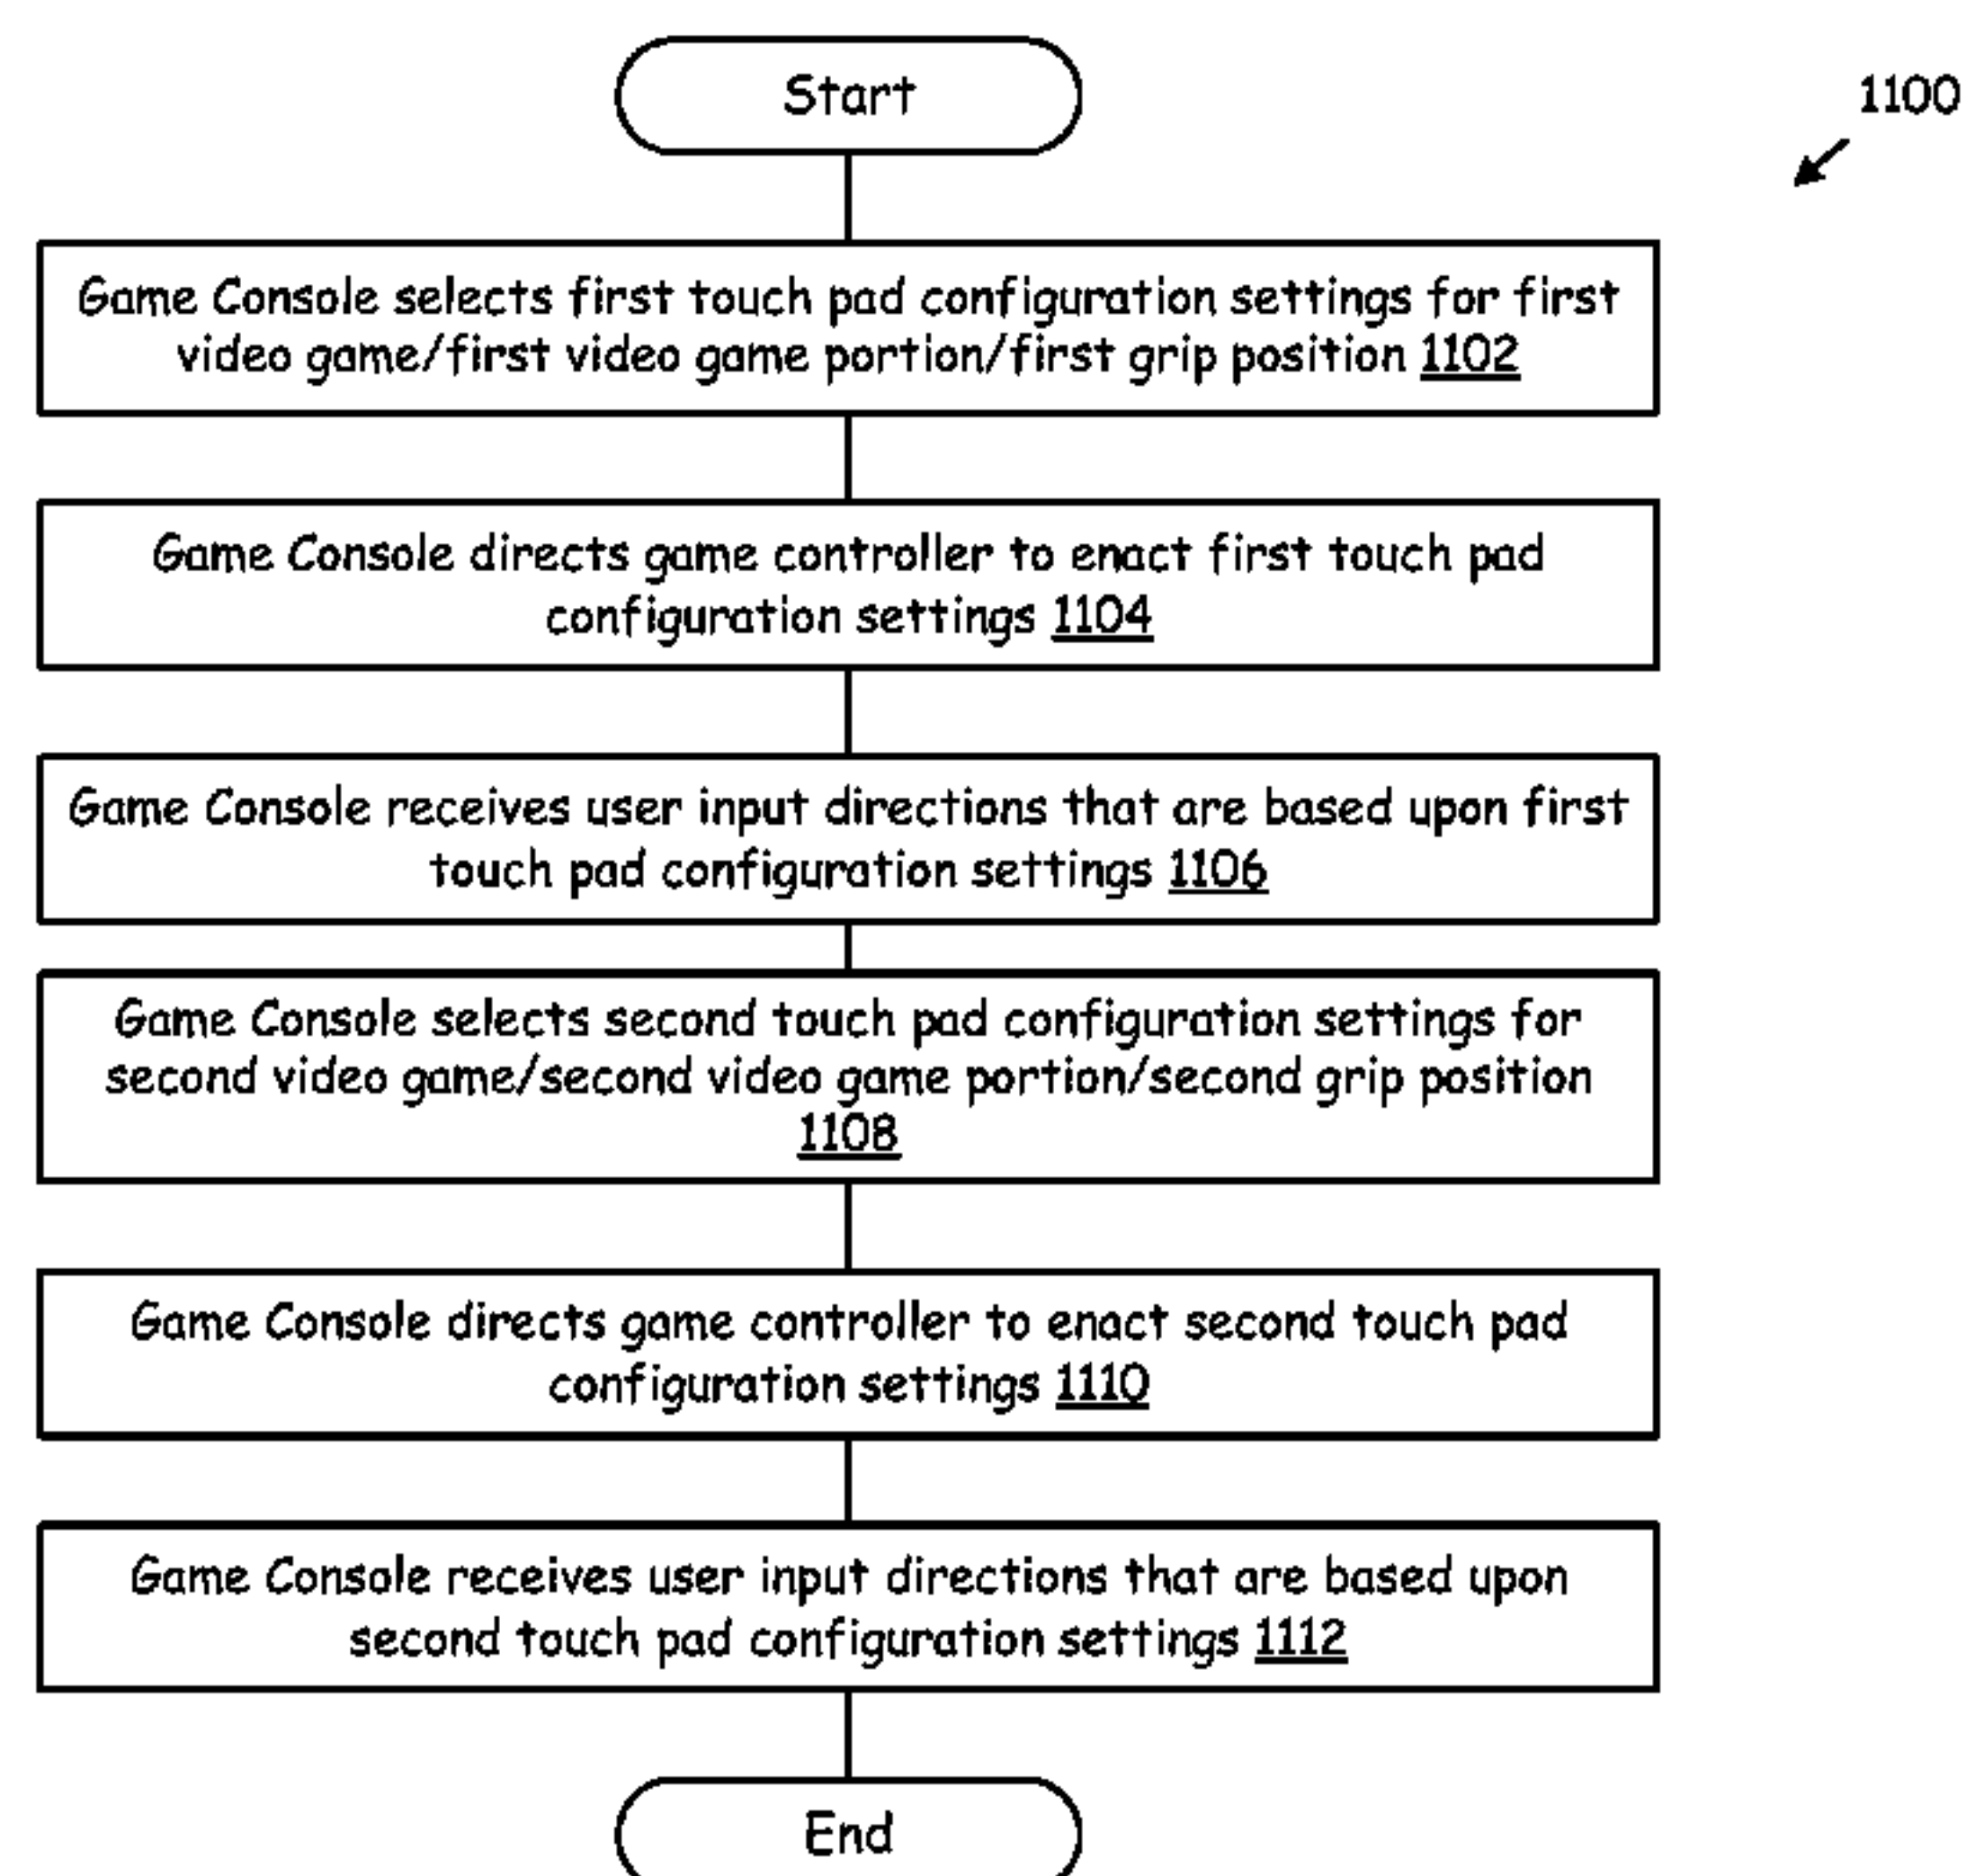 Start
1100
Game Console selects first touch pad configuration settings for first
video game/first video game portion/first grip position 1102
Game Console directs game controller to enact first touch pad
configuration settings 1104
Game Console receives user input directions that are based upon first
touch pad configuration settings 1106
Game Console selects second touch pad configuration settings for
second video game/second video game portion/second grip position
1108
Game Console directs game controller to enact second touch pad
configuration settings 1110
Game Console receives user input directions that are based upon
second touch pad configuration settings 1112
End